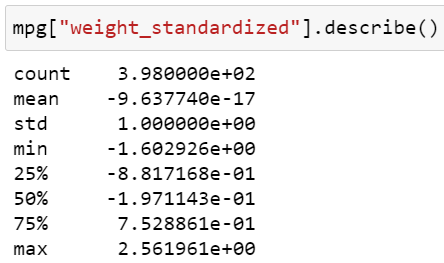 mpg["weight_standardized"].describe()
count 3.980000e+02
mean -9.637740e-17
std 1.000000e+00
min -1.602926e+00
25% -8.817168e-01
50% -1.971143e-01
75% 7.528861e-01
max 2.561961e+00